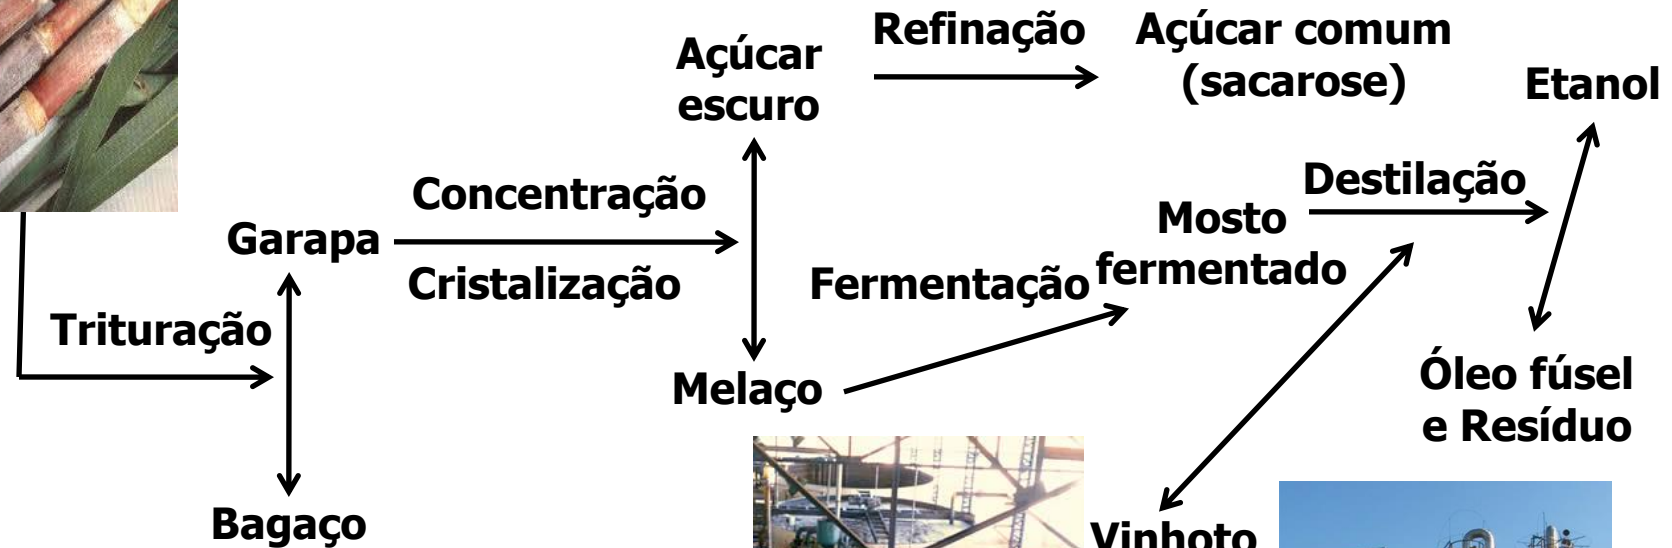 Refinação
Açúcar comum
(sacarose)
Açúcar
escuro
Etanol
Concentração
Destilação
Garapa
Mosto
fermentado
Cristalização
Fermentação
Trituração
Melaço
Óleo fúsel
e Resíduo
Bagaço
Vinhoto